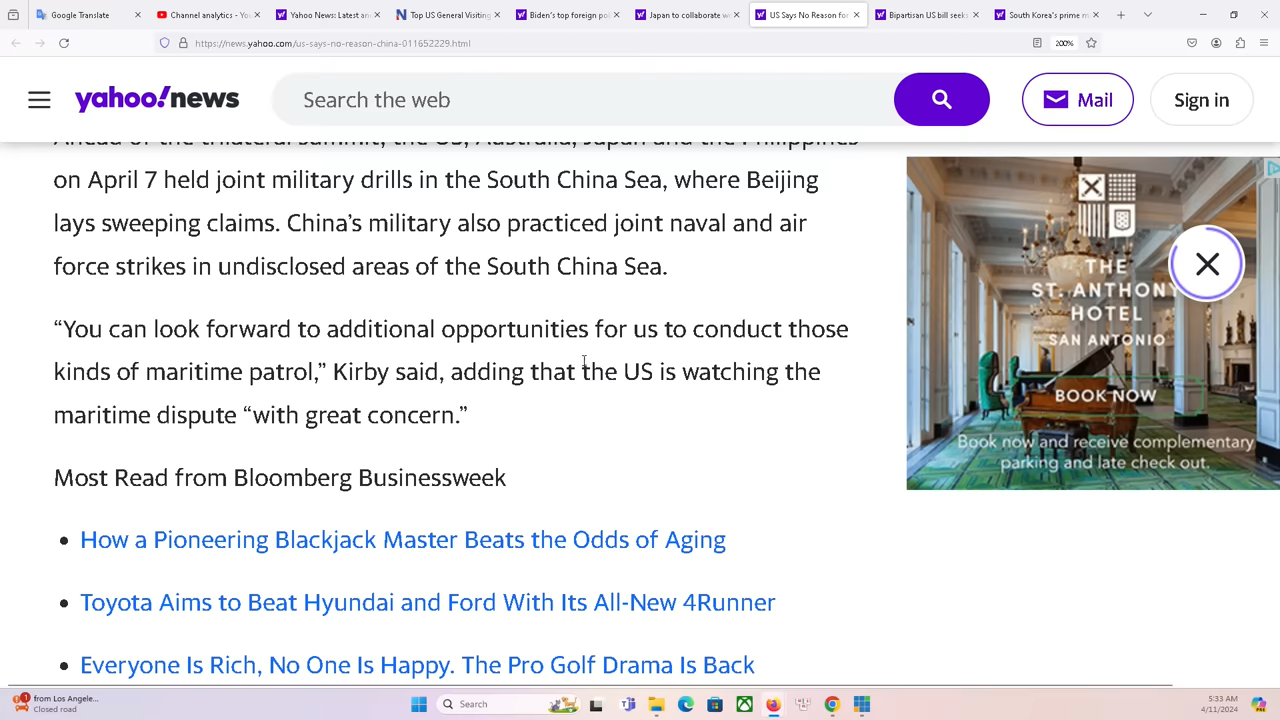 Google Translate
Channel analytics - You
Yahoo News: Latest an
Top US General Visiting
Biden's top foreign pol
Japan to collaborate w
US Says No Reason for
Bipartisan US bill seeks
South Korea's prime m
https://news.yahoo.com/us-says-no-reason-china-011652229.html
200%
yahoo!news
Search the web
Mail
Sign in
Ahead of the trilateral summit, the US, Australia, Japan and the Philippines
on April 7 held joint military drills in the South China Sea, where Beijing
lays sweeping claims. China’s military also practiced joint naval and air
force strikes in undisclosed areas of the South China Sea.
“You can look forward to additional opportunities for us to conduct those
kinds of maritime patrol,” Kirby said, adding that the US is watching the
maritime dispute “with great concern.”
Most Read from Bloomberg Businessweek
How a Pioneering Blackjack Master Beats the Odds of Aging
Toyota Aims to Beat Hyundai and Ford With Its All-New 4Runner
Everyone Is Rich, No One Is Happy. The Pro Golf Drama Is Back
THE
ST. ANTHONY
HOTEL
SAN ANTONIO
BOOK NOW
Book now and receive complementary
parking and late check out.
from Los Angele...
Closed road
Search
5:33 AM
4/11/2024